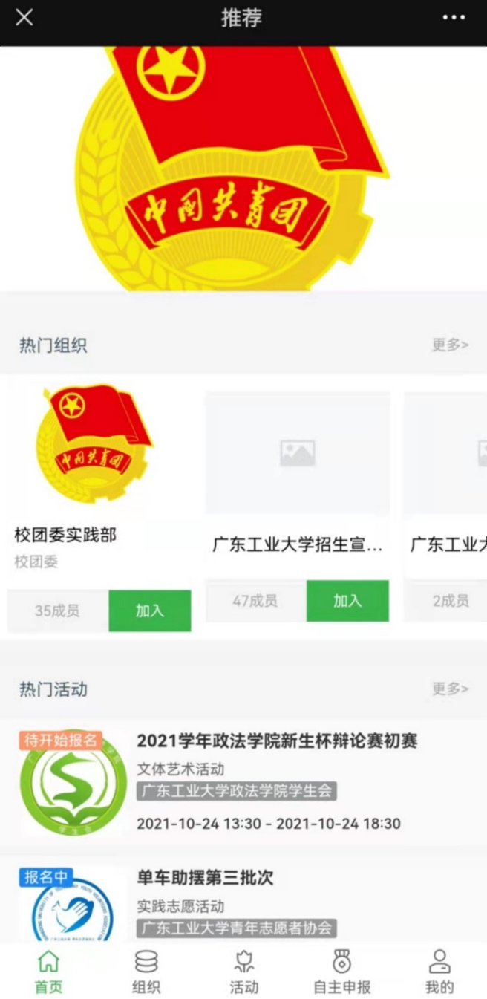 推荐
中国共青团
热门组织
更多>
中国共青团
校团委实践部
校团委
35成员
加入
广东工业大学招生宣...
47成员
加入
广东工业大
2成员
热门活动
更多>
待开始报名
学生会
2021学年政法学院新生杯辩论赛初赛
文体艺术活动
广东工业大学政法学院学生会
2021-10-24 13:30 - 2021-10-24 18:30
报名中
单车助摆第三批次
实践志愿活动
广东工业大学青年志愿者协会
首页
组织
活动
自主申报
我的